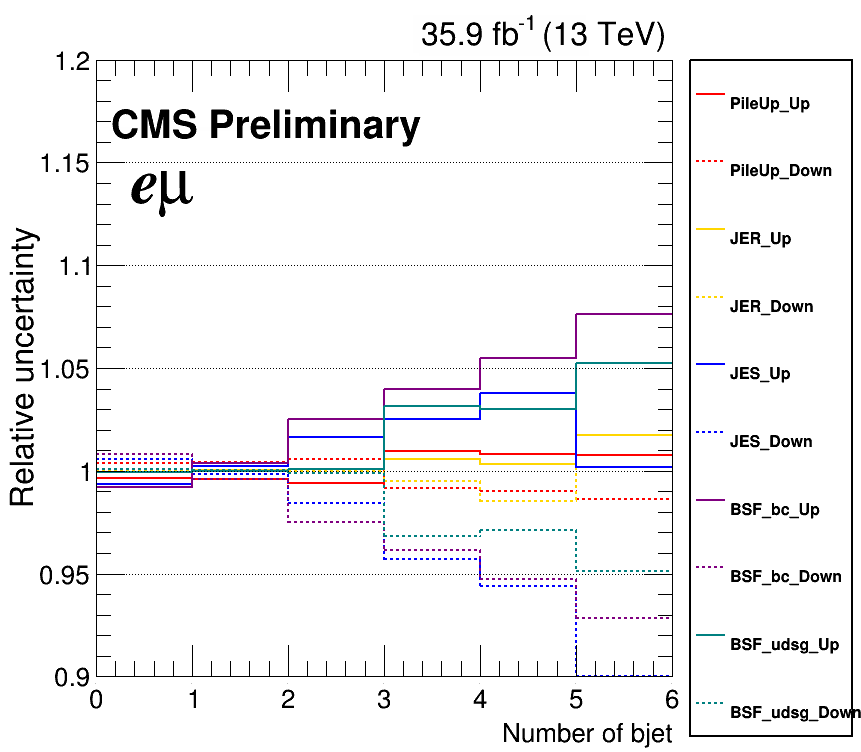 35.9 fb-1 (13 TeV)
CMS Preliminary
eμ
Relative uncertainty
1.2
1.15
1.1
1.05
1
0.95
0.9
0 1 2 3 4 5 6
Number of bjet
PileUp_Up
PileUp_Down
JER_Up
JER_Down
JES_Up
JES_Down
BSF_bc_Up
BSF_bc_Down
BSF_udsg_Up
BSF_udsg_Down